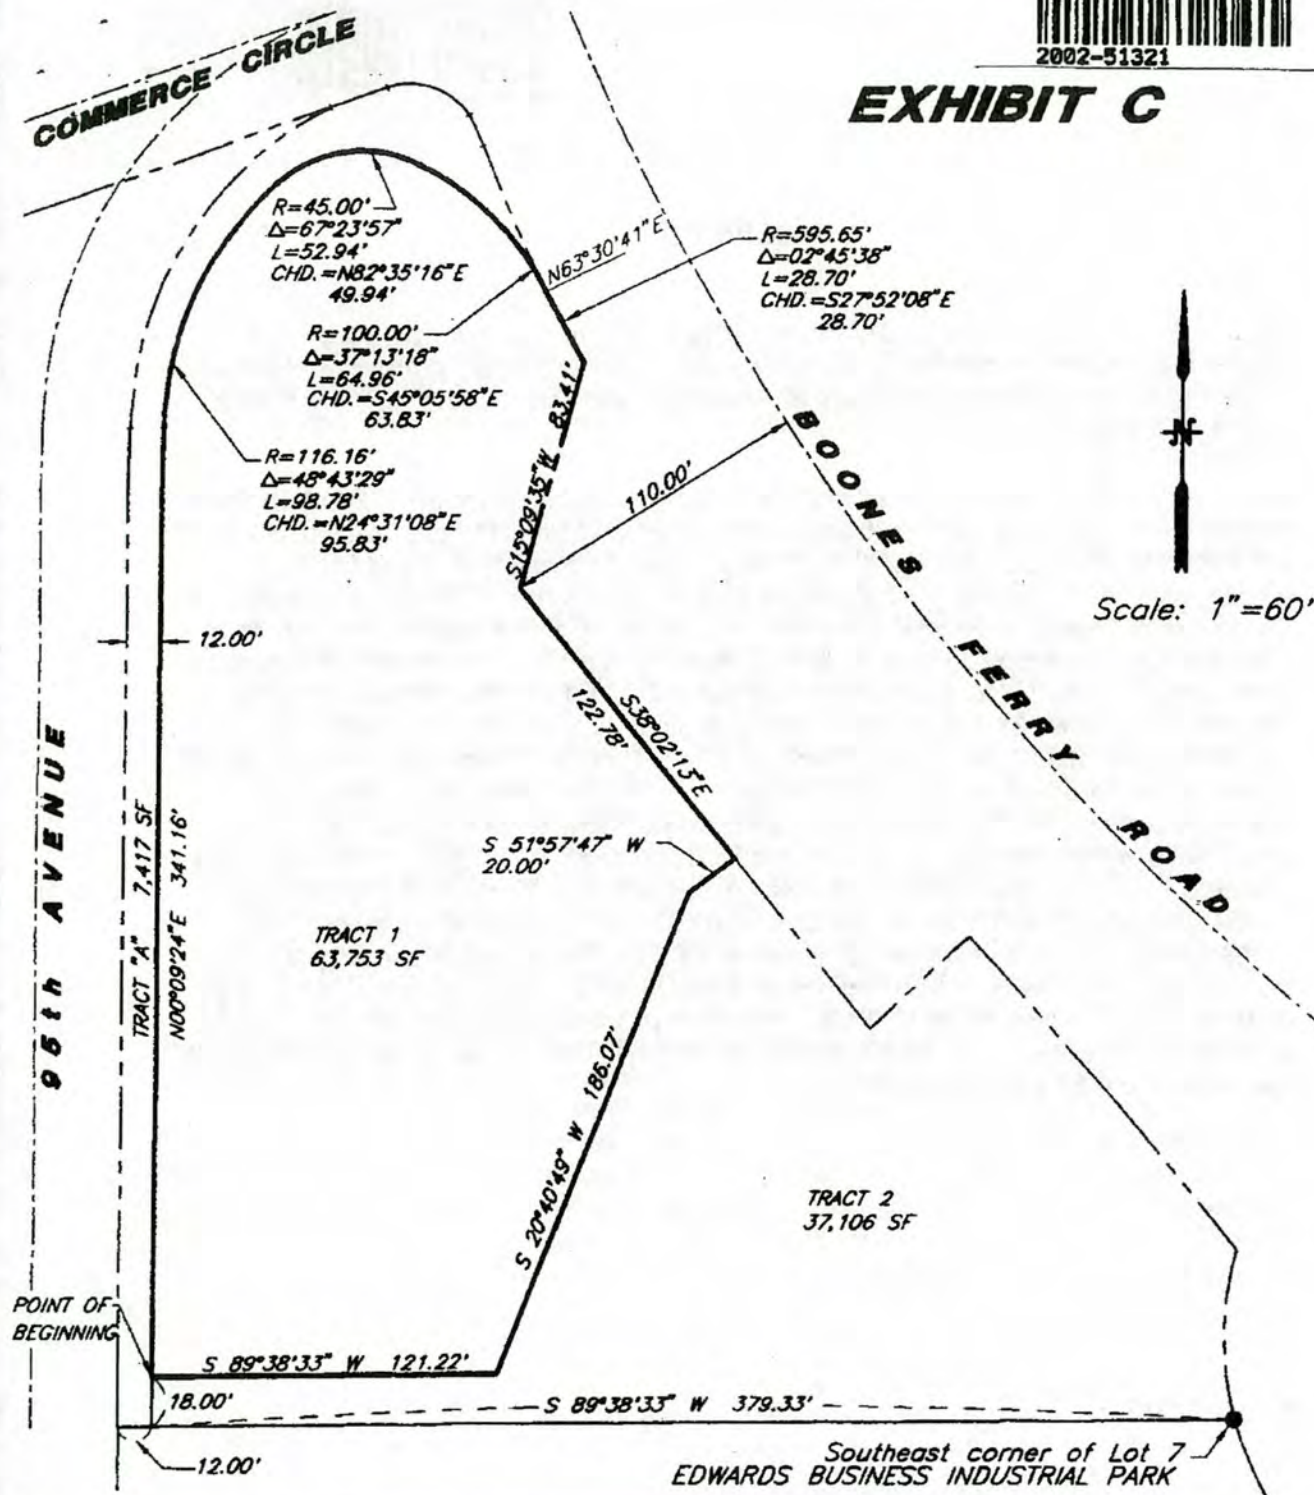 2002-51321
EXHIBIT C
COMMERCE CIRCLE
R=45.00'
Δ=67°23'57"
L=52.94'
CHD.=N82°35'16"E
49.94'
N63°30'41"E
R=595.65'
Δ=02°45'38"
L=28.70'
CHD.=S27°52'08"E
28.70'
R=100.00'
Δ=37°13'18"
L=64.96'
CHD.=S45°05'58"E
63.83'
R=116.16'
Δ=48°43'29"
L=98.78'
CHD.=N24°31'08"E
95.83'
S15°09'35"W 83.41'
110.00'
BOONES FERRY ROAD
N
Scale: 1"=60'
12.00'
S38°02'13"E
122.78'
S 51°57'47" W
20.00'
95th AVENUE
TRACT "A" 7,417 SF
N00°09'24"E 341.16'
TRACT 1
63,753 SF
S 20°40'49" W 186.07'
TRACT 2
37,106 SF
POINT OF
BEGINNING
S 89°38'33" W 121.22'
18.00'
S 89°38'33" W 379.33'
12.00'
Southeast corner of Lot 7
EDWARDS BUSINESS INDUSTRIAL PARK